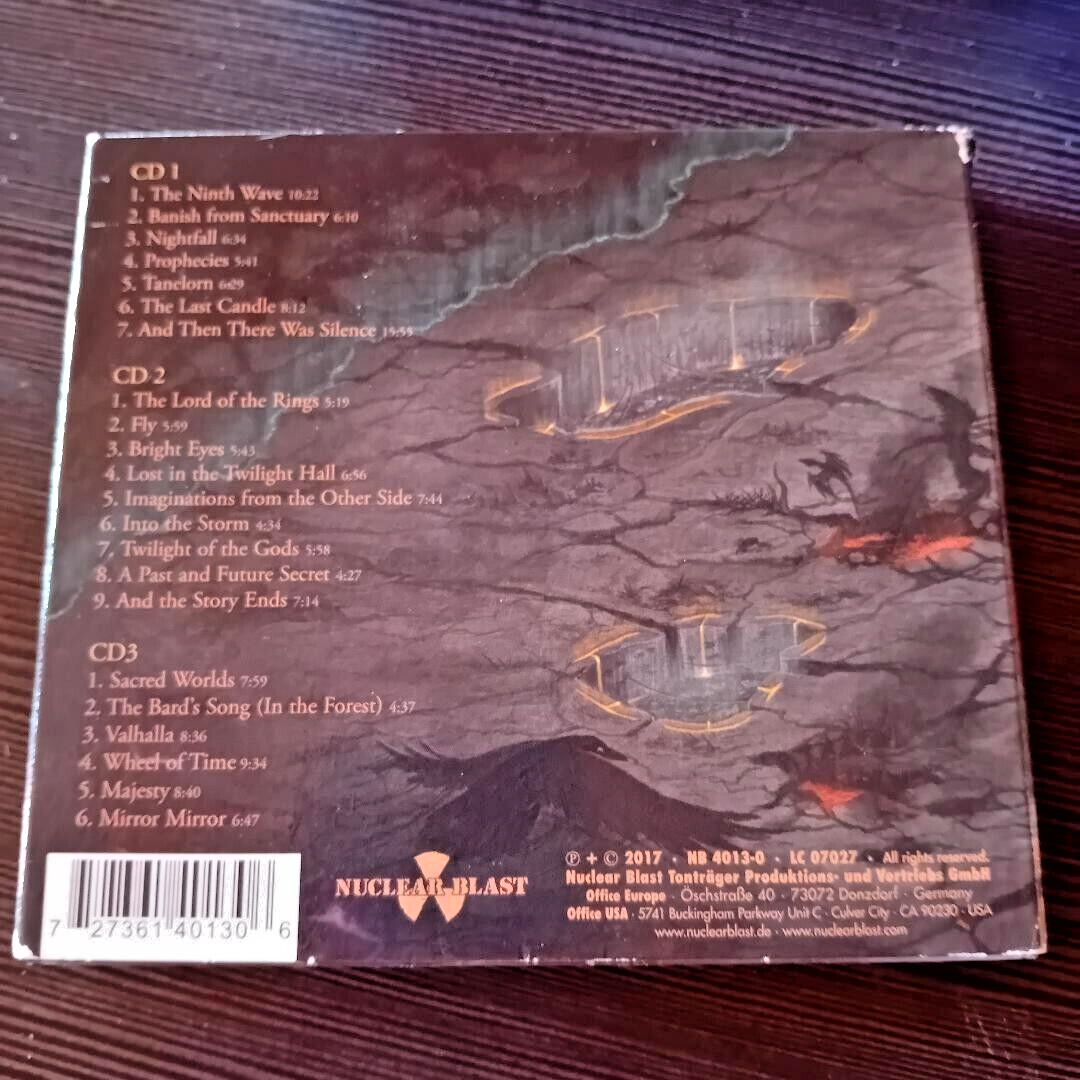 CD 1
1. The Ninth Wave 10:22
2. Banish from Sanctuary 6:10
3. Nightfall 6:34
4. Prophecies 5:41
5. Tanelorn 6:29
6. The Last Candle 8:12
7. And Then There Was Silence 15:55
CD 2
1. The Lord of the Rings 5:19
2. Fly 5:59
3. Bright Eyes 5:43
4. Lost in the Twilight Hall 6:56
5. Imaginations from the Other Side 7:44
6. Into the Storm 4:34
7. Twilight of the Gods 5:58
8. A Past and Future Secret 4:27
9. And the Story Ends 7:14
CD3
1. Sacred Worlds 7:59
2. The Bard's Song (In the Forest) 4:37
3. Valhalla 8:36
4. Wheel of Time 9:34
5. Majesty 8:40
6. Mirror Mirror 6:47
7 27361 40130 6
NUCLEAR BLAST
℗ + © 2017 · NB 4013-0 · LC 07027 · All rights reserved.
Nuclear Blast Tonträger Produktions- und Vertriebs GmbH
Office Europe · Öschstraße 40 · 73072 Donzdorf · Germany
Office USA · 5741 Buckingham Parkway Unit C · Culver City · CA 90230 · USA
www.nuclearblast.de · www.nuclearblast.com